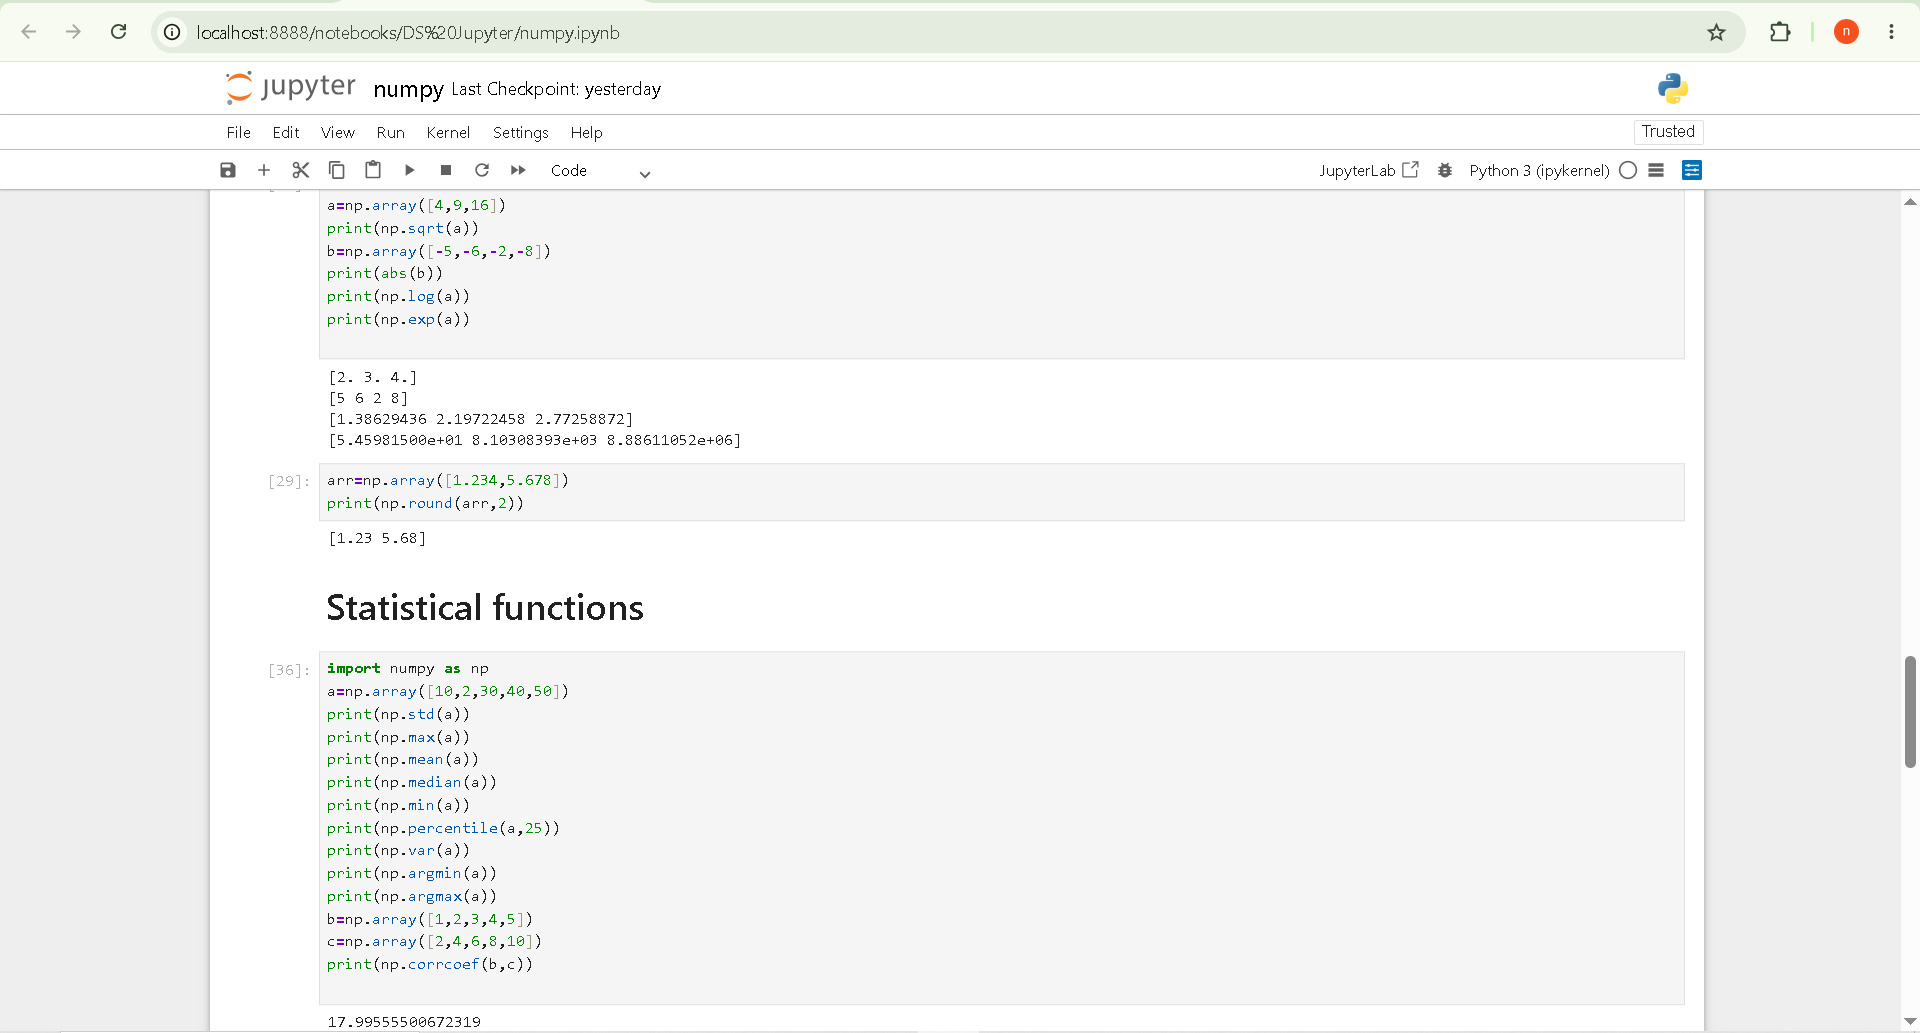 localhost:8888/notebooks/DS%20Jupyter/numpy.ipynb
n
jupyter numpy Last Checkpoint: yesterday
File Edit View Run Kernel Settings Help
Trusted
Code
JupyterLab
Python 3 (ipykernel)
a=np.array([4,9,16])
print(np.sqrt(a))
b=np.array([-5,-6,-2,-8])
print(abs(b))
print(np.log(a))
print(np.exp(a))
[2. 3. 4.]
[5 6 2 8]
[1.38629436 2.19722458 2.77258872]
[5.45981500e+01 8.10308393e+03 8.88611052e+06]
[29]:
arr=np.array([1.234,5.678])
print(np.round(arr,2))
[1.23 5.68]
Statistical functions
[36]:
import numpy as np
a=np.array([10,2,30,40,50])
print(np.std(a))
print(np.max(a))
print(np.mean(a))
print(np.median(a))
print(np.min(a))
print(np.percentile(a,25))
print(np.var(a))
print(np.argmin(a))
print(np.argmax(a))
b=np.array([1,2,3,4,5])
c=np.array([2,4,6,8,10])
print(np.corrcoef(b,c))
17.99555500672319